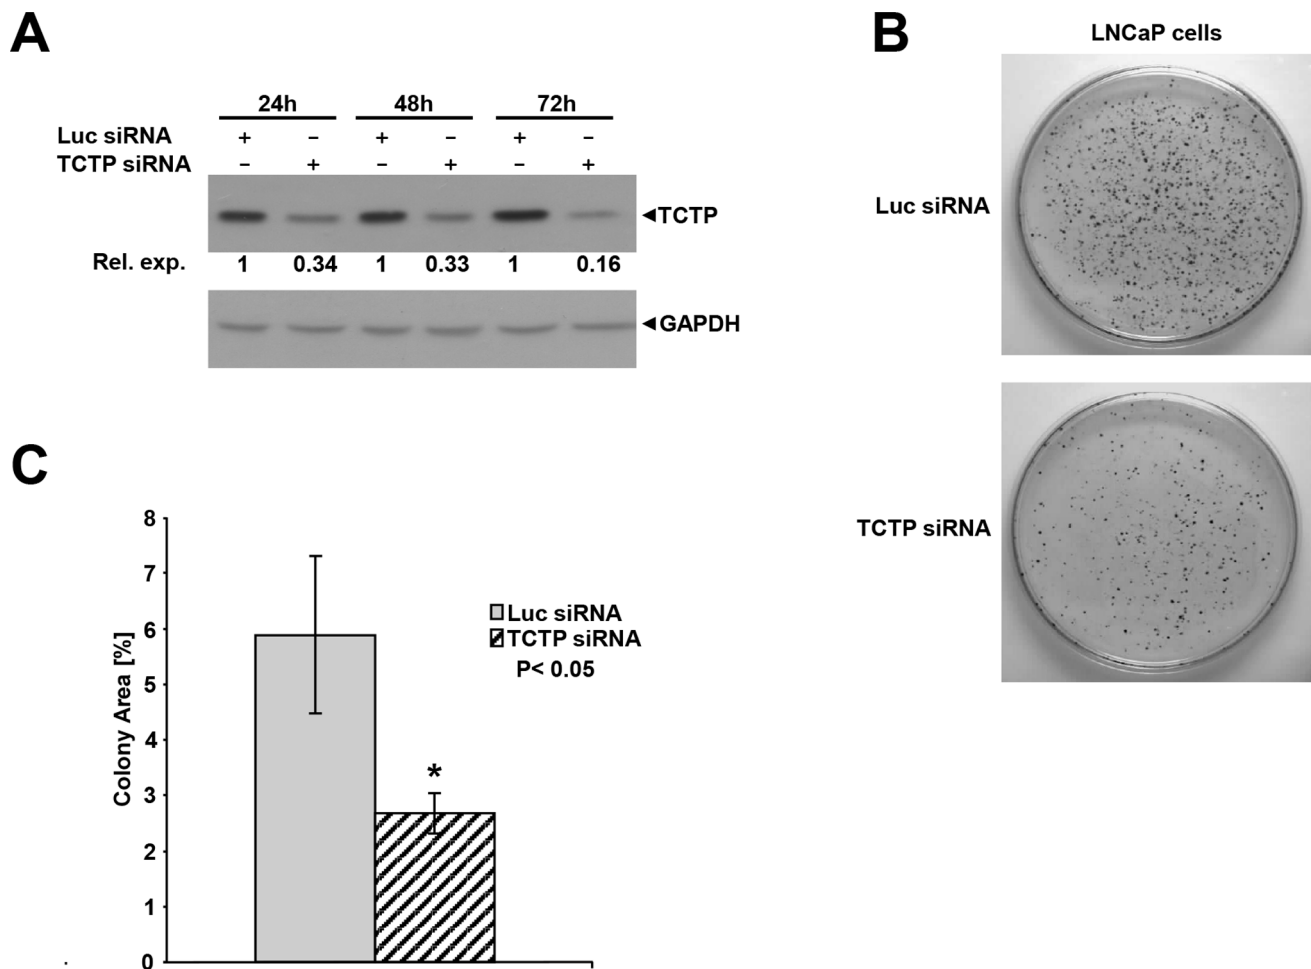 A
24h 48h 72h
Luc siRNA + – + – + –
TCTP siRNA – + – + – +
◄TCTP
Rel. exp. 1 0.34 1 0.33 1 0.16
◄GAPDH
B
LNCaP cells
Luc siRNA
TCTP siRNA
C
Colony Area [%]
8
7
6
5
4
3
2
1
0
*
Luc siRNA
TCTP siRNA
P< 0.05